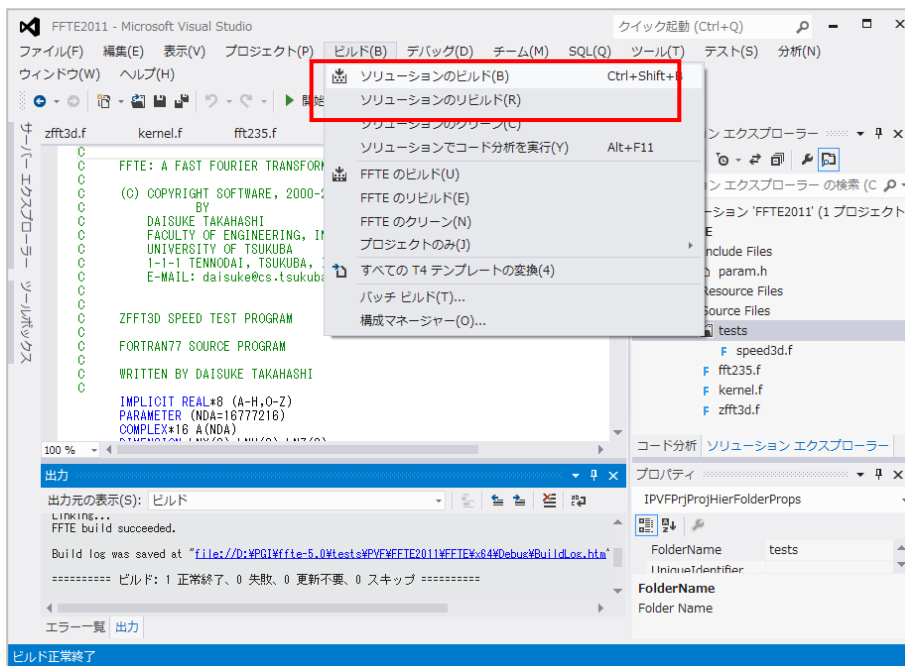 FFTE2011 - Microsoft Visual Studio
クイック起動 (Ctrl+Q)
ファイル(F) 編集(E) 表示(V) プロジェクト(P) ビルド(B) デバッグ(D) チーム(M) SQL(Q) ツール(T) テスト(S) 分析(N)
ウィンドウ(W) ヘルプ(H)
ソリューションのビルド(B) Ctrl+Shift+B
ソリューションのリビルド(R)
ソリューションのクリーン(C)
ソリューションでコード分析を実行(Y) Alt+F11
FFTE のビルド(U)
FFTE のリビルド(E)
FFTE のクリーン(N)
プロジェクトのみ(J)
すべての T4 テンプレートの変換(4)
バッチ ビルド(T)...
構成マネージャー(O)...
サーバー エクスプローラー
ツールボックス
zfft3d.f kernel.f fft235.f
C
C FFTE: A FAST FOURIER TRANSFORM
C
C (C) COPYRIGHT SOFTWARE, 2000-
C BY
C DAISUKE TAKAHASHI
C FACULTY OF ENGINEERING,
C UNIVERSITY OF TSUKUBA
C 1-1-1 TENNODAI, TSUKUBA,
C E-MAIL: daisuke@cs.tsukuba
C
C
C ZFFT3D SPEED TEST PROGRAM
C
C FORTRAN77 SOURCE PROGRAM
C
C WRITTEN BY DAISUKE TAKAHASHI
C
IMPLICIT REAL*8 (A-H,O-Z)
PARAMETER (NDA=16777216)
COMPLEX*16 A(NDA)
100 %
ン エクスプローラー
ン エクスプローラー の検索 (C
ーション 'FFTE2011' (1 プロジェクト
E
nclude Files
param.h
Resource Files
Source Files
tests
speed3d.f
fft235.f
kernel.f
zfft3d.f
コード分析 ソリューション エクスプローラー
出力
出力元の表示(S): ビルド
Linking...
FFTE build succeeded.
Build log was saved at "file://D:¥PGI¥ffte-5.0¥tests¥PVF¥FFTE2011¥FFTE¥x64¥Debug¥BuildLog.htm"
========== ビルド: 1 正常終了、0 失敗、0 更新不要、0 スキップ ==========
エラー一覧 出力
プロパティ
IPVFPrjProjHierFolderProps
FolderName tests
UniqueIdentifier
FolderName
Folder Name
ビルド正常終了